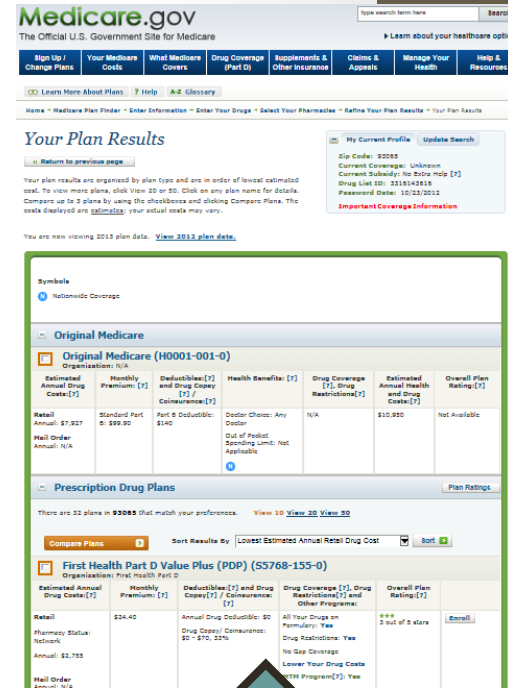 Medicare.gov
type search term here
Search
The Official U.S. Government Site for Medicare
Learn about your healthcare opti
Sign Up / Change Plans
Your Medicare Costs
What Medicare Covers
Drug Coverage (Part D)
Supplements & Other Insurance
Claims & Appeals
Manage Your Health
Help & Resources
Learn More About Plans ? Help A-Z Glossary
Home → Medicare Plan Finder → Enter Information → Enter Your Drugs → Select Your Pharmacies → Refine Your Plan Results → Your Plan Results
Your Plan Results
My Current Profile Update Search
« Return to previous page
Zip Code: 93065
Current Coverage: Unknown
Current Subsidy: No Extra Help [?]
Drug List ID: 3316143816
Password Date: 10/23/2012
Important Coverage Information
Your plan results are organized by plan type and are in order of lowest estimated
cost. To view more plans, click View 20 or 50. Click on any plan name for details.
Compare up to 3 plans by using the checkboxes and clicking Compare Plans. The
costs displayed are estimates; your actual costs may vary.
You are now viewing 2013 plan data. View 2012 plan data.
Symbols
N Nationwide Coverage
Original Medicare
Original Medicare (H0001-001-0)
Organization: N/A
Estimated Annual Drug Costs:[?]
Monthly Premium: [?]
Deductibles:[?] and Drug Copay [?] / Coinsurance:[?]
Health Benefits: [?]
Drug Coverage [?], Drug Restrictions[?]
Estimated Annual Health and Drug Costs:[?]
Overall Plan Rating:[?]
Retail
Annual: $7,927
Mail Order
Annual: N/A
Standard Part B: $99.90
Part B Deductible: $140
Doctor Choice: Any Doctor
Out of Pocket Spending Limit: Not Applicable
N
N/A
$10,950
Not Available
Prescription Drug Plans
Plan Ratings
There are 32 plans in 93065 that match your preferences. View 10 View 20 View 50
Compare Plans
Sort Results By
Lowest Estimated Annual Retail Drug Cost
Sort
First Health Part D Value Plus (PDP) (S5768-155-0)
Organization: First Health Part D
Estimated Annual Drug Costs:[?]
Monthly Premium: [?]
Deductibles:[?] and Drug Copay[?] / Coinsurance: [?]
Drug Coverage [?], Drug Restrictions[?] and Other Programs:
Overall Plan Rating:[?]
Retail
Pharmacy Status: Network
Annual: $2,755
Mail Order
Annual: N/A
$24.40
Annual Drug Deductible: $0
Drug Copay/ Coinsurance: $0 - $70, 33%
All Your Drugs on Formulary: Yes
Drug Restrictions: Yes
No Gap Coverage
Lower Your Drug Costs
MTM Program[?]: Yes
3 out of 5 stars
Enroll